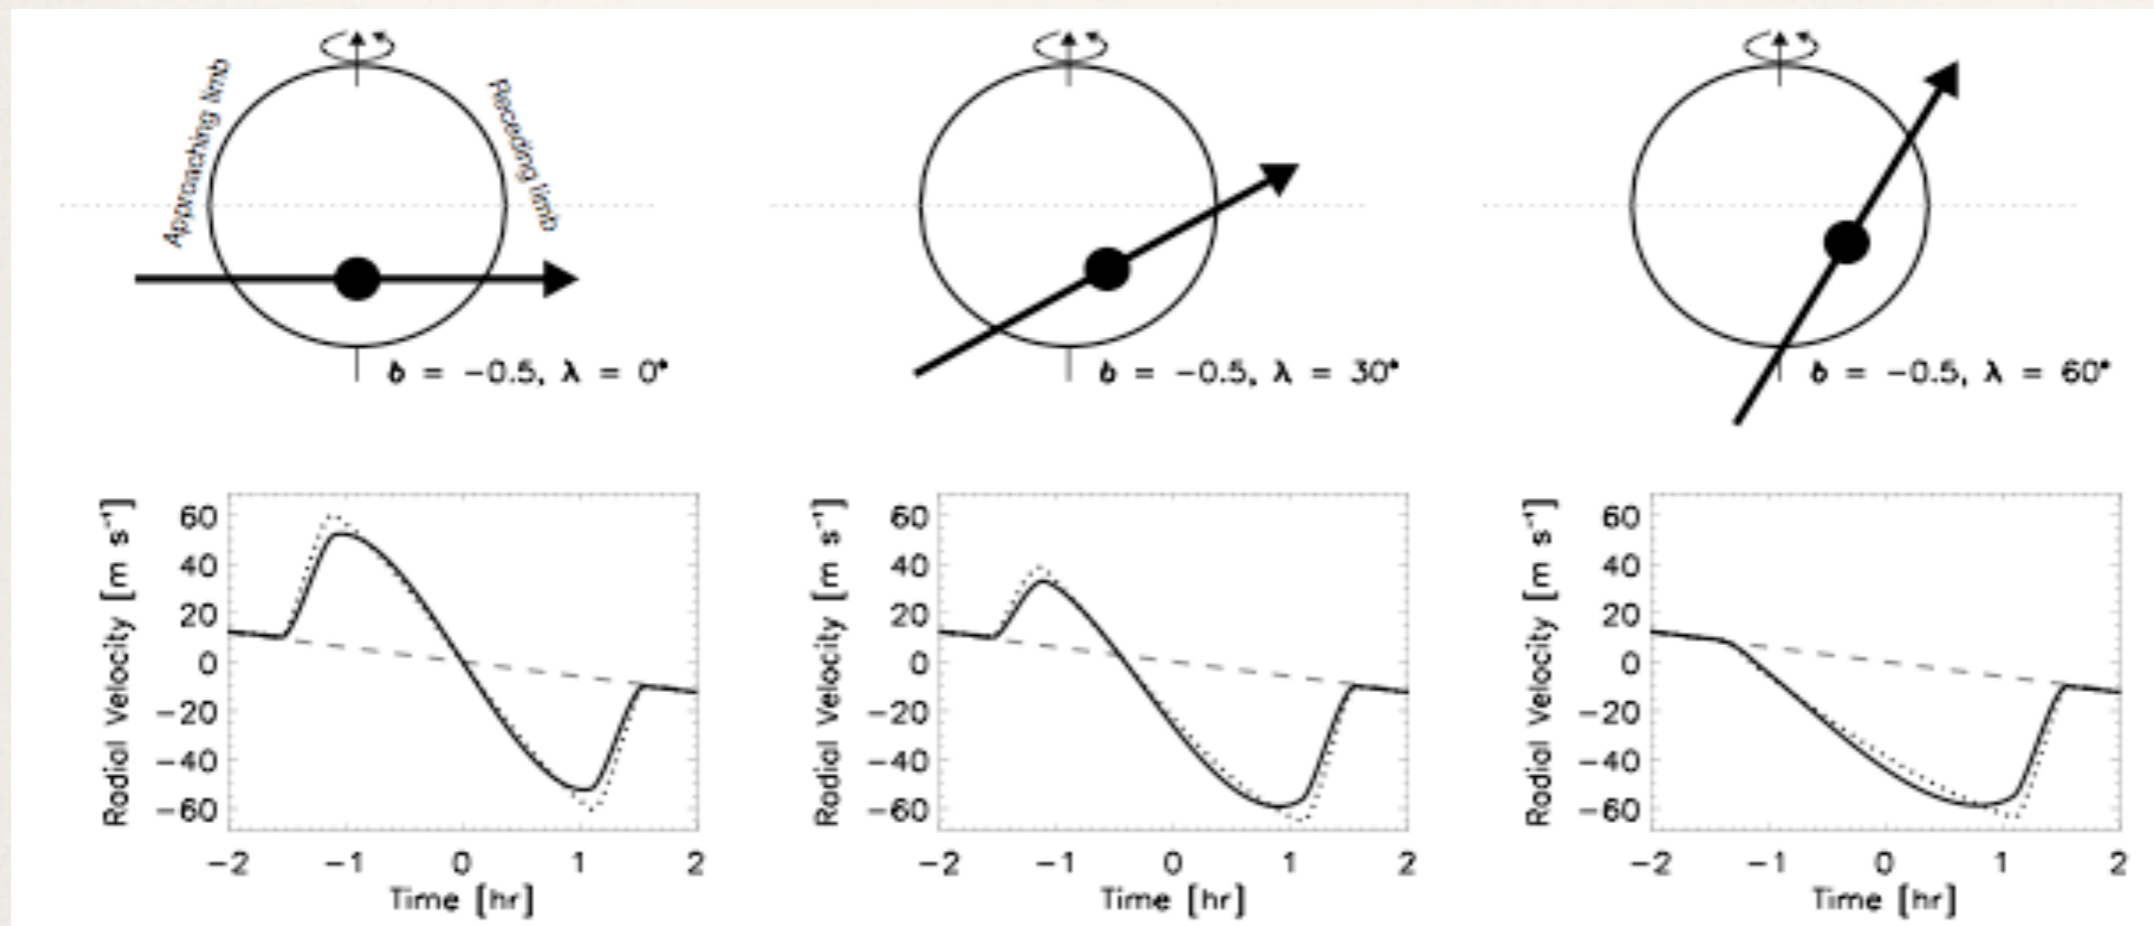 Approaching limb
Receding limb
b = −0.5, λ = 0°
b = −0.5, λ = 30°
b = −0.5, λ = 60°
Radial Velocity [m s⁻¹]
60
40
20
0
−20
−40
−60
−2 −1 0 1 2
Time [hr]
Radial Velocity [m s⁻¹]
60
40
20
0
−20
−40
−60
−2 −1 0 1 2
Time [hr]
Radial Velocity [m s⁻¹]
60
40
20
0
−20
−40
−60
−2 −1 0 1 2
Time [hr]